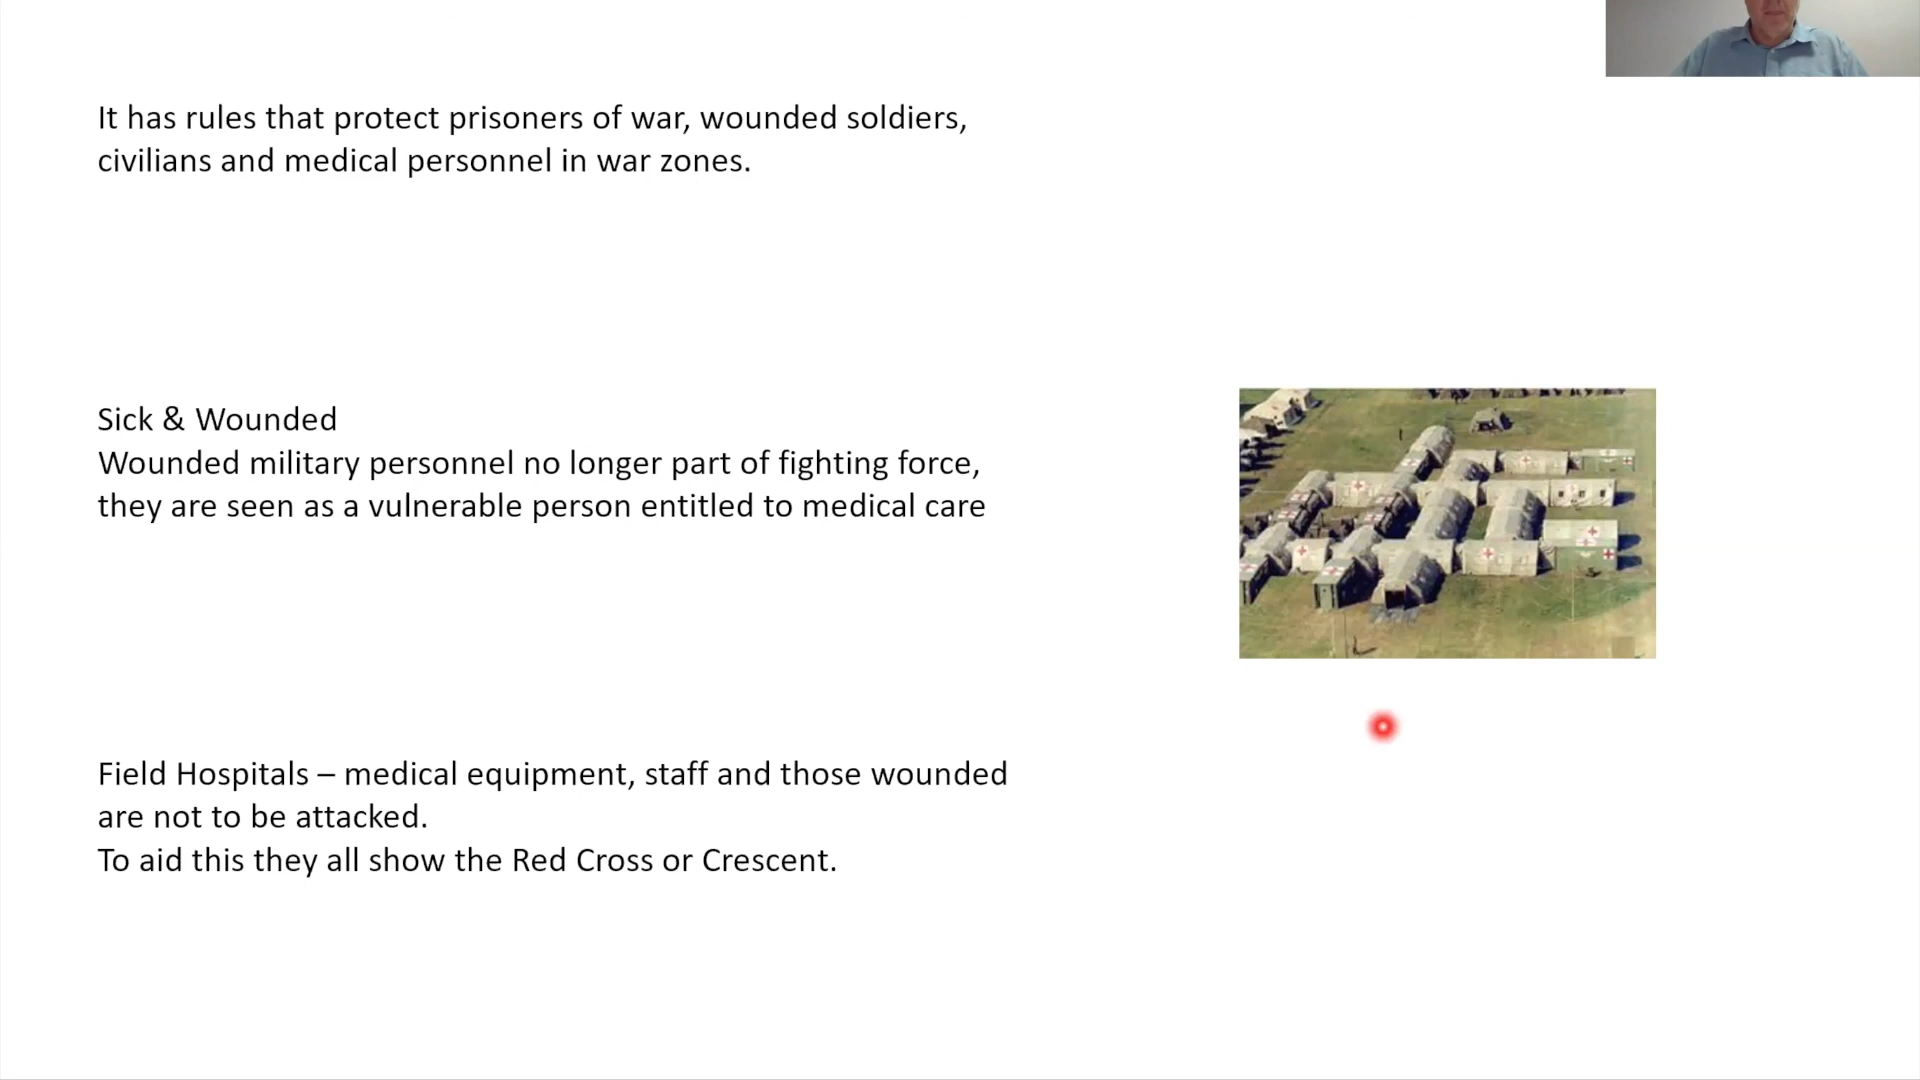 It has rules that protect prisoners of war, wounded soldiers,
civilians and medical personnel in war zones.
Sick & Wounded
Wounded military personnel no longer part of fighting force,
they are seen as a vulnerable person entitled to medical care
Field Hospitals – medical equipment, staff and those wounded
are not to be attacked.
To aid this they all show the Red Cross or Crescent.